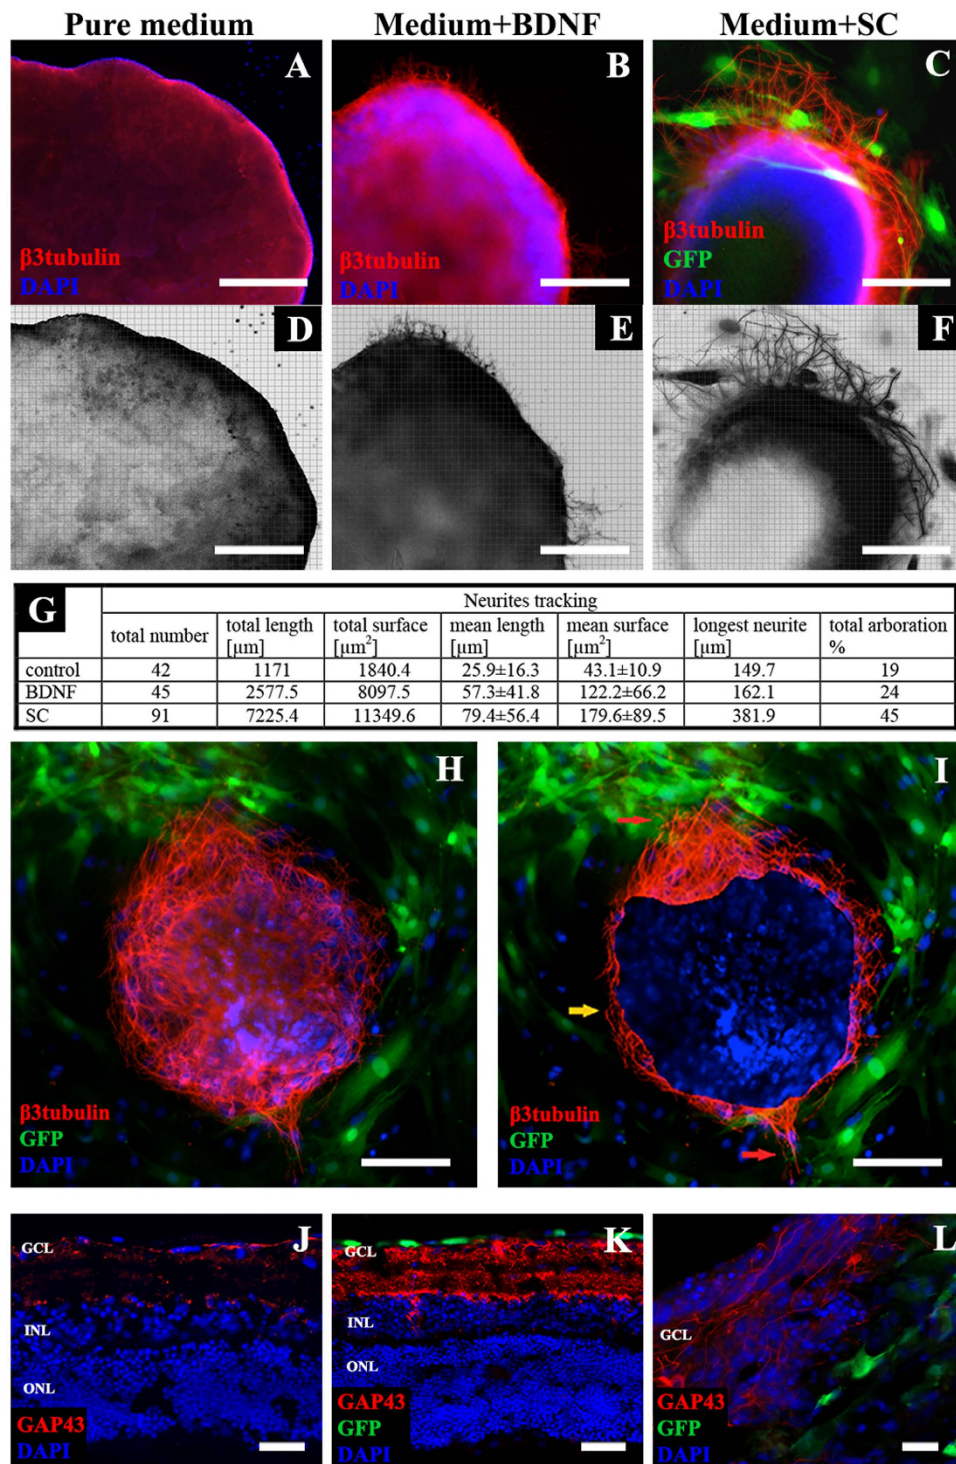 Pure medium Medium+BDNF Medium+SC
A B C
β3tubulin
DAPI
β3tubulin
DAPI
β3tubulin
GFP
DAPI
D E F
G
Neurites tracking
total number total length [µm] total surface [µm²] mean length [µm] mean surface [µm²] longest neurite [µm] total arboration %
control 42 1171 1840.4 25.9±16.3 43.1±10.9 149.7 19
BDNF 45 2577.5 8097.5 57.3±41.8 122.2±66.2 162.1 24
SC 91 7225.4 11349.6 79.4±56.4 179.6±89.5 381.9 45
H I
β3tubulin
GFP
DAPI
β3tubulin
GFP
DAPI
J
GCL
INL
ONL
GAP43
DAPI
K
GCL
INL
ONL
GAP43
GFP
DAPI
L
GCL
GAP43
GFP
DAPI